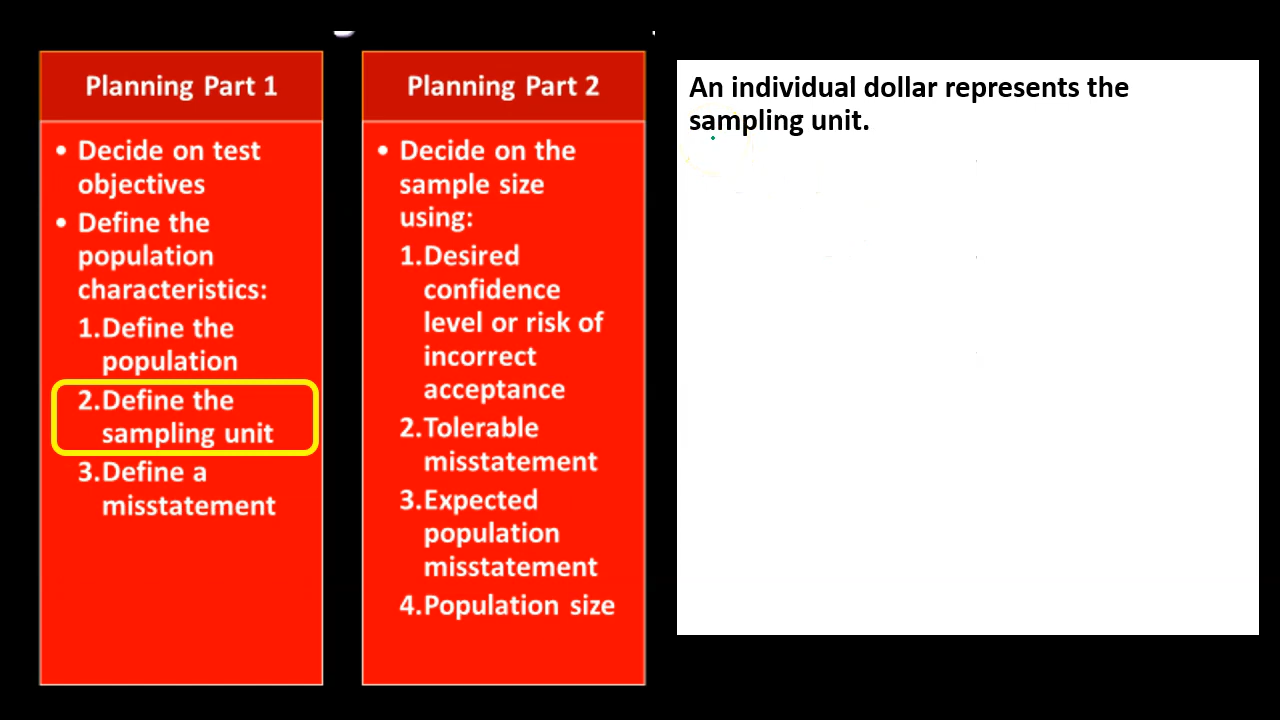 Planning Part 1
• Decide on test
objectives
• Define the
population
characteristics:
1.Define the
population
2.Define the
sampling unit
3.Define a
misstatement
Planning Part 2
• Decide on the
sample size
using:
1.Desired
confidence
level or risk of
incorrect
acceptance
2.Tolerable
misstatement
3.Expected
population
misstatement
4.Population size
An individual dollar represents the
sampling unit.